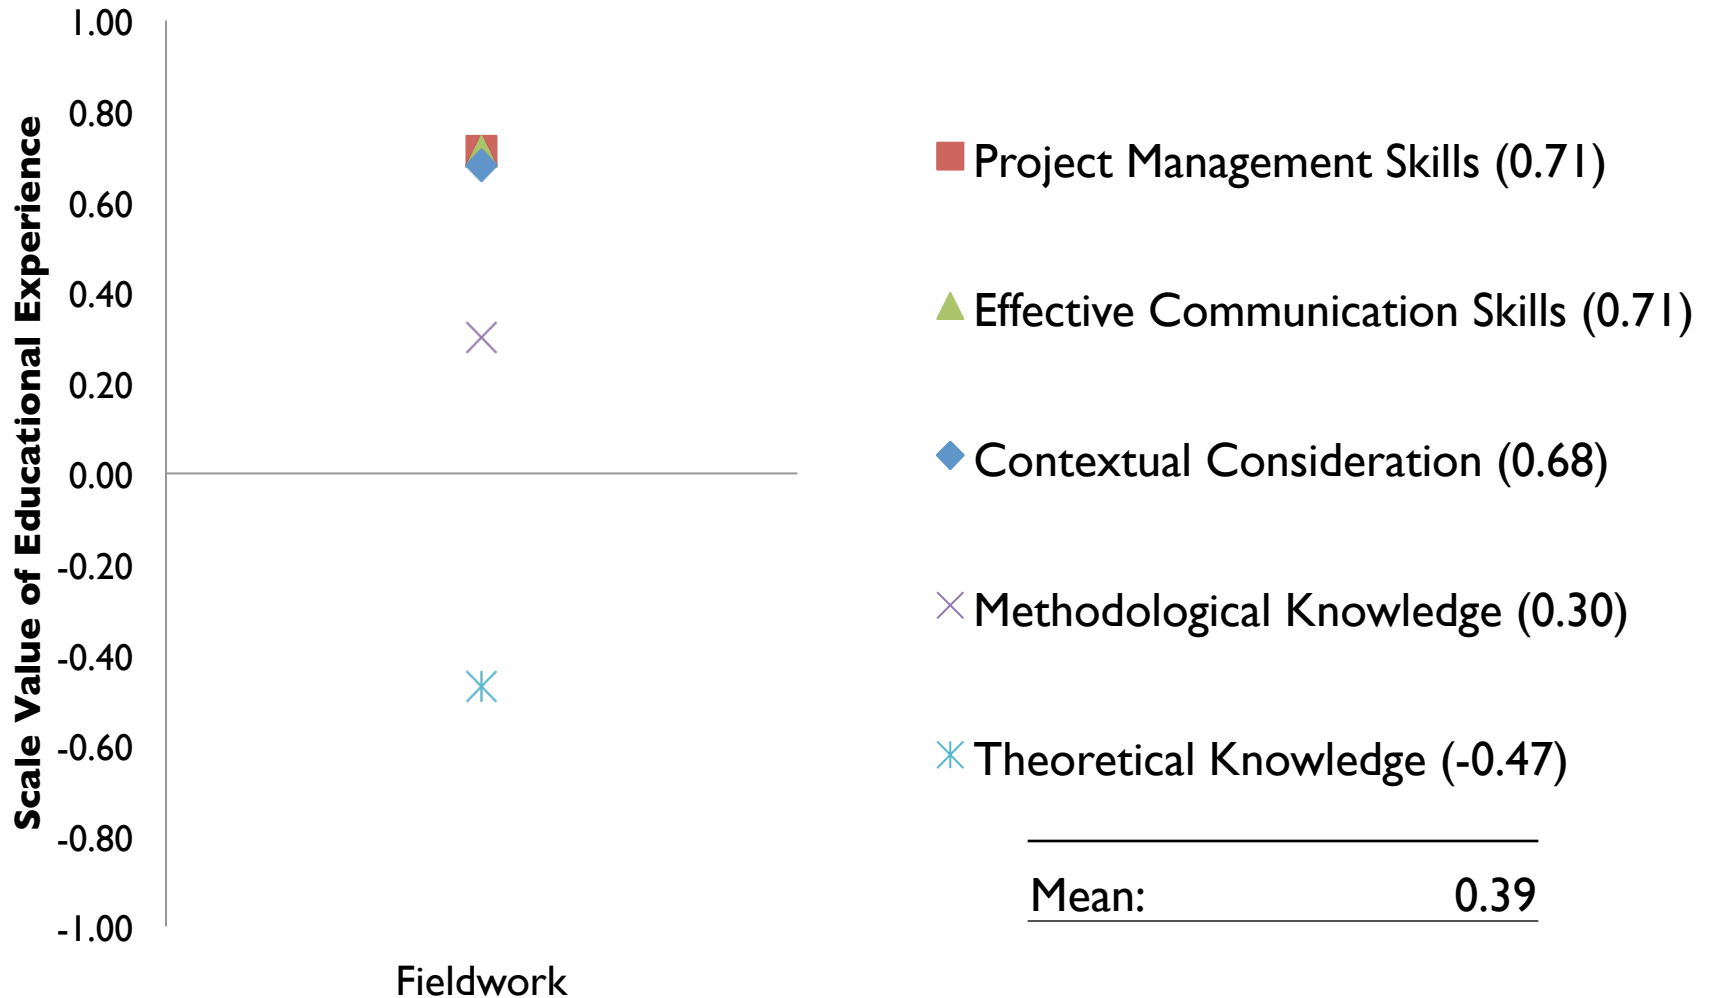 Scale Value of Educational Experience
1.00
0.80
0.60
0.40
0.20
0.00
-0.20
-0.40
-0.60
-0.80
-1.00
Fieldwork
Project Management Skills (0.71)
Effective Communication Skills (0.71)
Contextual Consideration (0.68)
Methodological Knowledge (0.30)
Theoretical Knowledge (-0.47)
Mean: 0.39